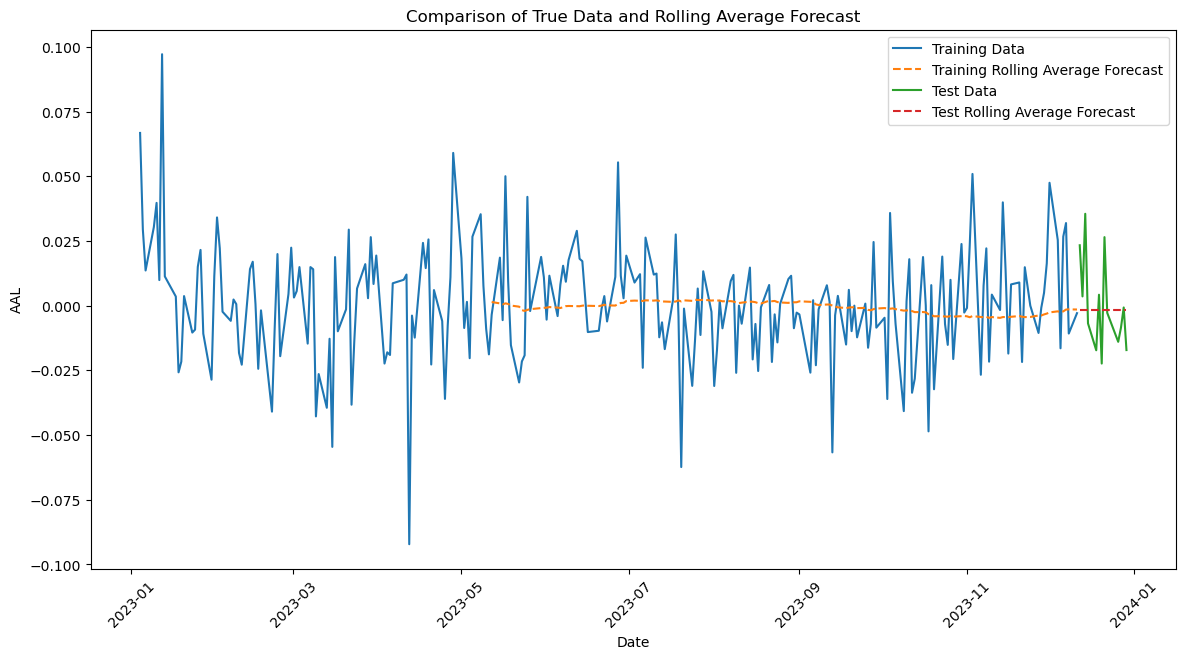 Comparison of True Data and Rolling Average Forecast
Training Data
Training Rolling Average Forecast
Test Data
Test Rolling Average Forecast
AAL
0.100
0.075
0.050
0.025
0.000
−0.025
−0.050
−0.075
−0.100
2023-01
2023-03
2023-05
2023-07
2023-09
2023-11
2024-01
Date